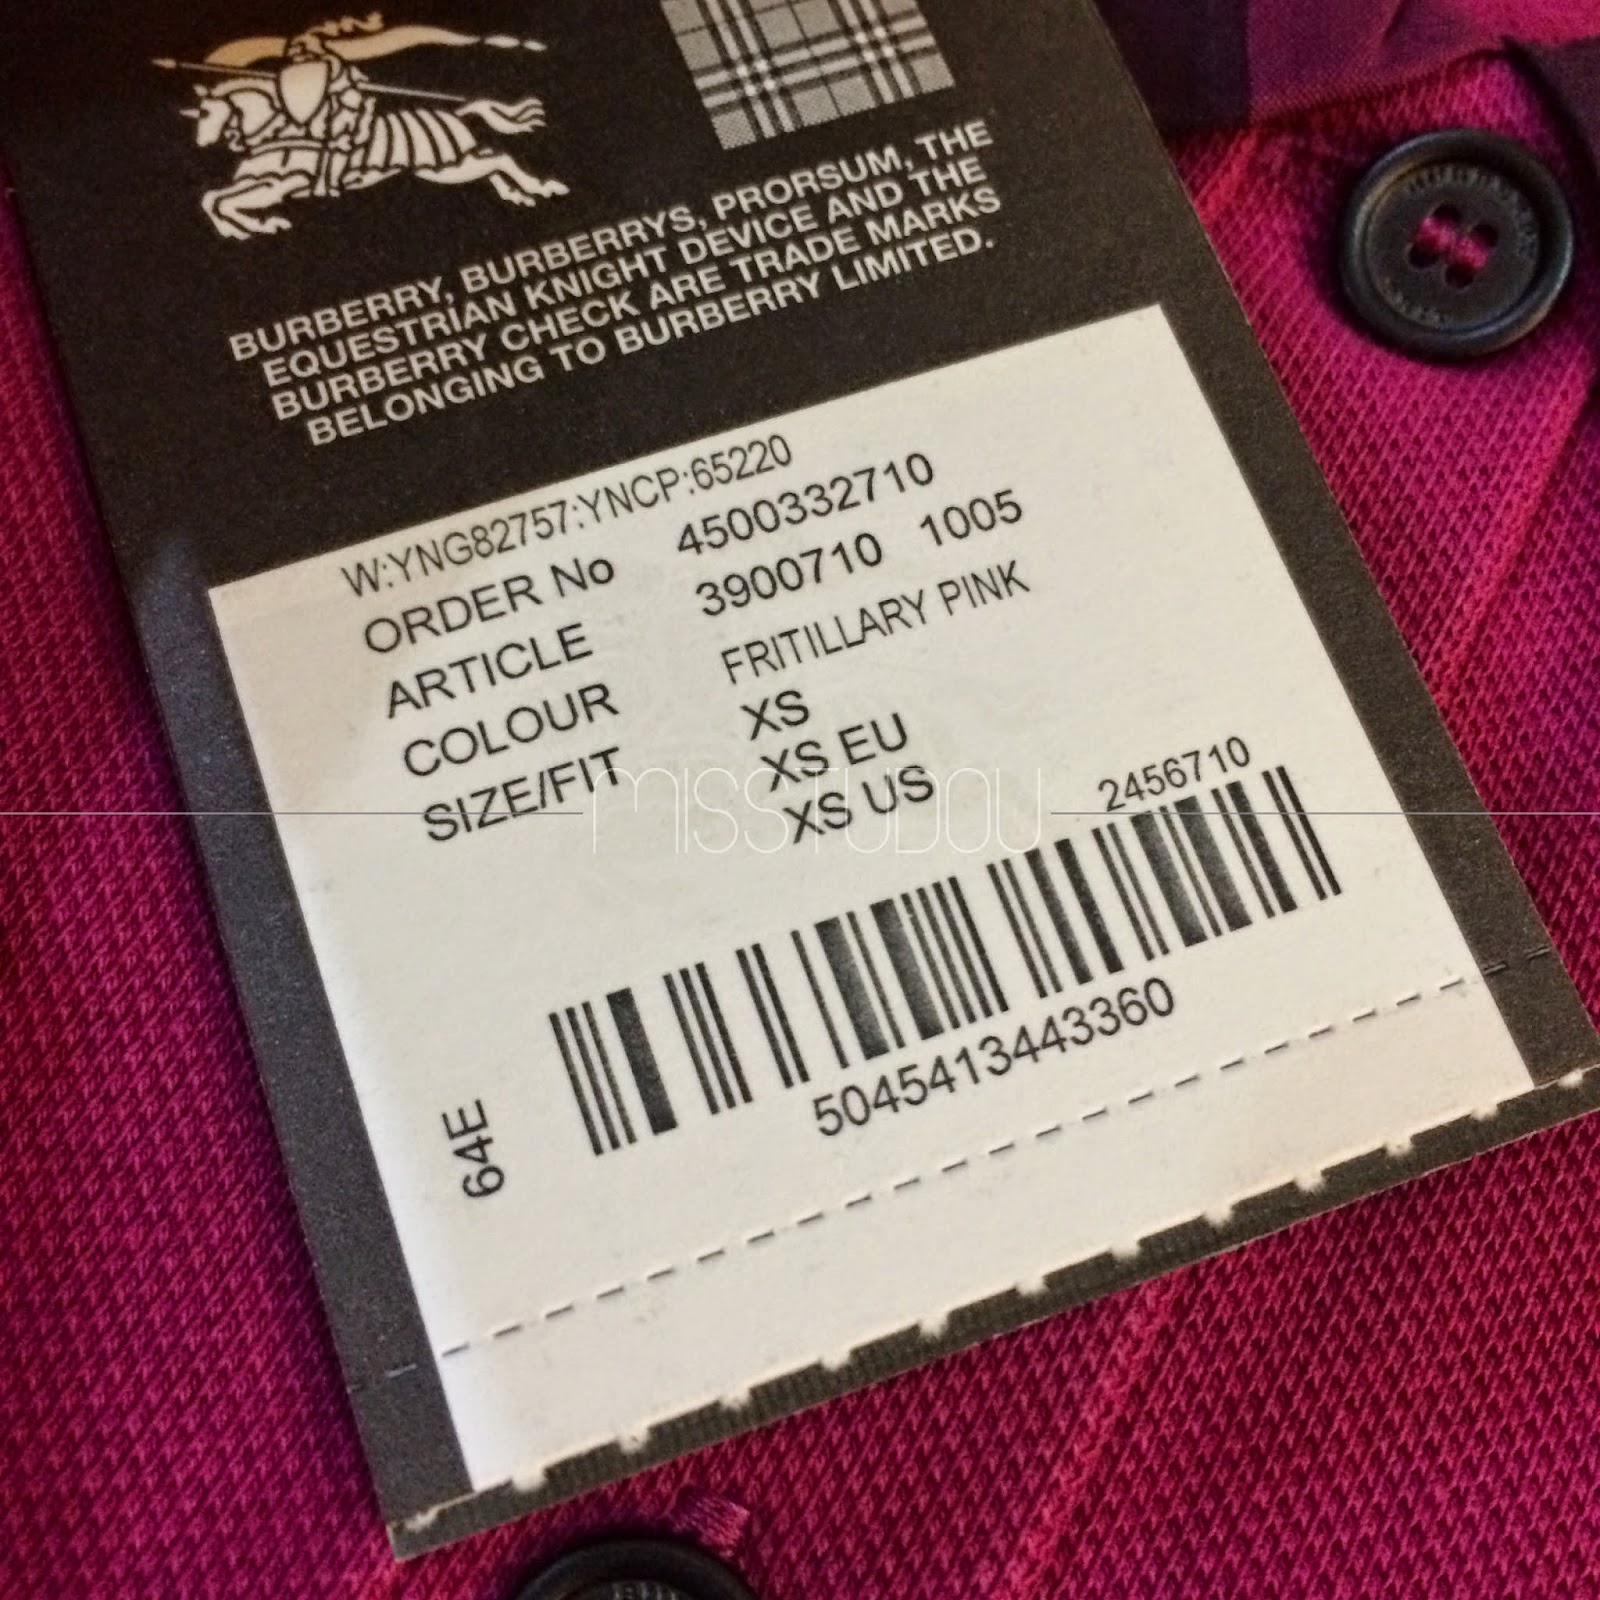 BURBERRY, BURBERRYS, PRORSUM, THE
EQUESTRIAN KNIGHT DEVICE AND THE
BURBERRY CHECK ARE TRADE MARKS
BELONGING TO BURBERRY LIMITED.
W:YNG82757:YNCP:65220
ORDER No 4500332710
ARTICLE 3900710 1005
COLOUR FRITILLARY PINK
SIZE/FIT XS
XS EU
XS US
MISSTUDOU
2456710
5045413443360
64E